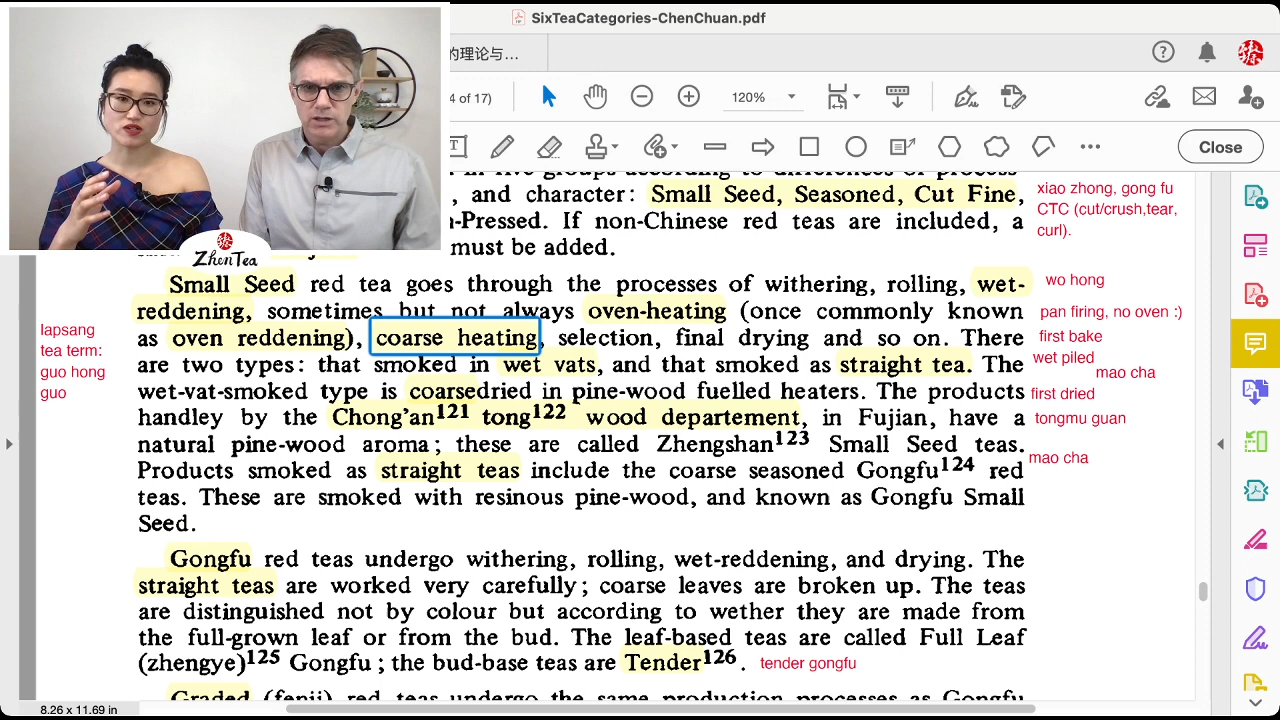 SixTeaCategories-ChenChuan.pdf
的理论与...
4 of 17)
120%
T
Close
臻
ZhenTea
, and character: Small Seed, Seasoned, Cut Fine,
-Pressed. If non-Chinese red teas are included, a
must be added.
xiao zhong, gong fu
CTC (cut/crush,tear,
curl).
Small Seed red tea goes through the processes of withering, rolling, wet-
reddening, sometimes but not always oven-heating (once commonly known
as oven reddening), coarse heating, selection, final drying and so on. There
are two types: that smoked in wet vats, and that smoked as straight tea. The
wet-vat-smoked type is coarsedried in pine-wood fuelled heaters. The products
handley by the Chong'an121 tong122 wood departement, in Fujian, have a
natural pine-wood aroma; these are called Zhengshan123 Small Seed teas.
Products smoked as straight teas include the coarse seasoned Gongfu124 red
teas. These are smoked with resinous pine-wood, and known as Gongfu Small
Seed.
wo hong
pan firing, no oven :)
first bake
wet piled
mao cha
first dried
tongmu guan
mao cha
lapsang
tea term:
guo hong
guo
Gongfu red teas undergo withering, rolling, wet-reddening, and drying. The
straight teas are worked very carefully; coarse leaves are broken up. The teas
are distinguished not by colour but according to wether they are made from
the full-grown leaf or from the bud. The leaf-based teas are called Full Leaf
(zhengye)125 Gongfu; the bud-base teas are Tender126.
tender gongfu
Graded (fenji) red teas undergo the same production processes as Gongfu
8.26 x 11.69 in